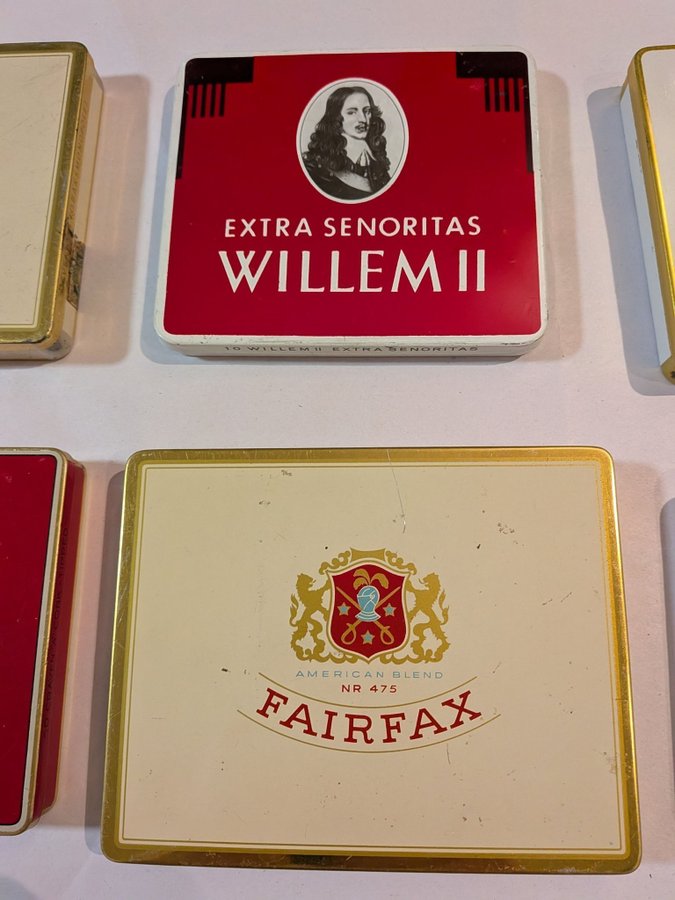 EXTRA SENORITAS
WILLEM II
10 WILLEM II EXTRA SENORITAS
AMERICAN BLEND
NR 475
FAIRFAX